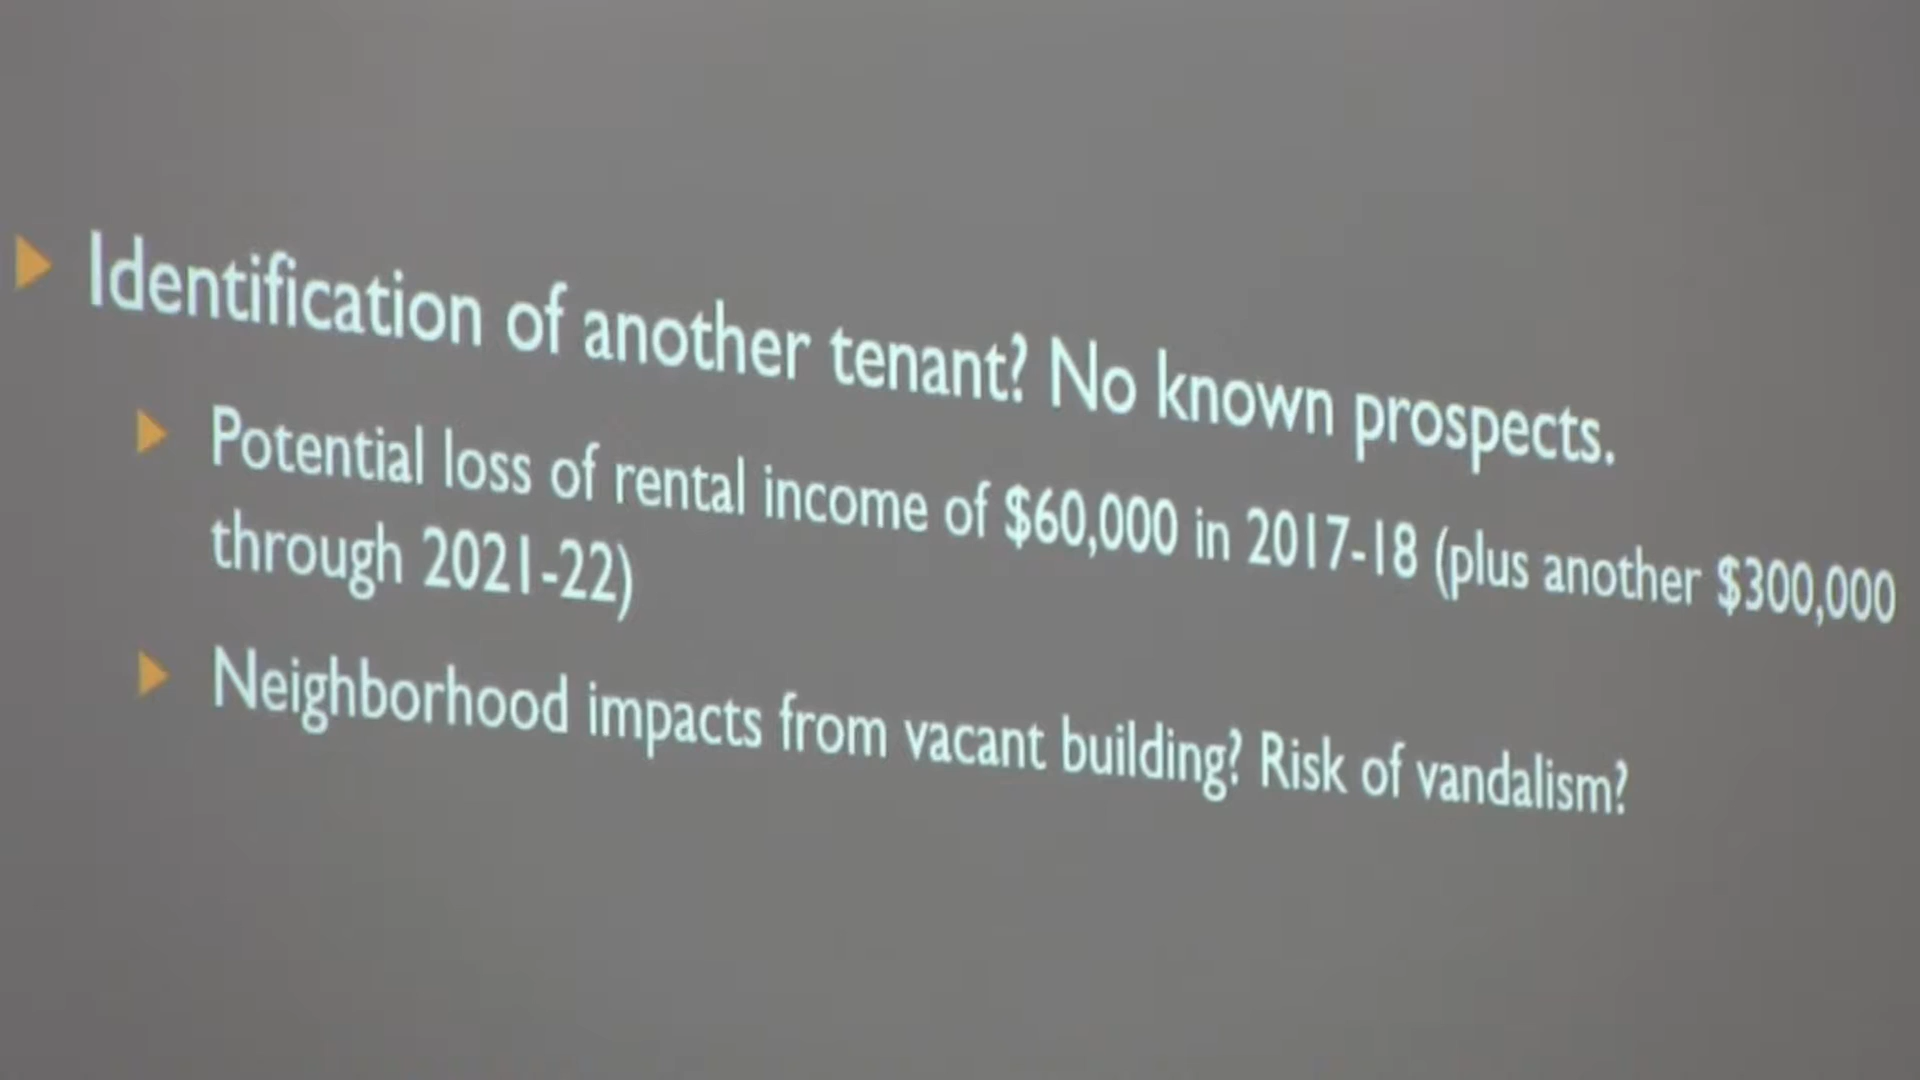 Identification of another tenant? No known prospects.
Potential loss of rental income of $60,000 in 2017-18 (plus another $300,000
through 2021-22)
Neighborhood impacts from vacant building? Risk of vandalism?